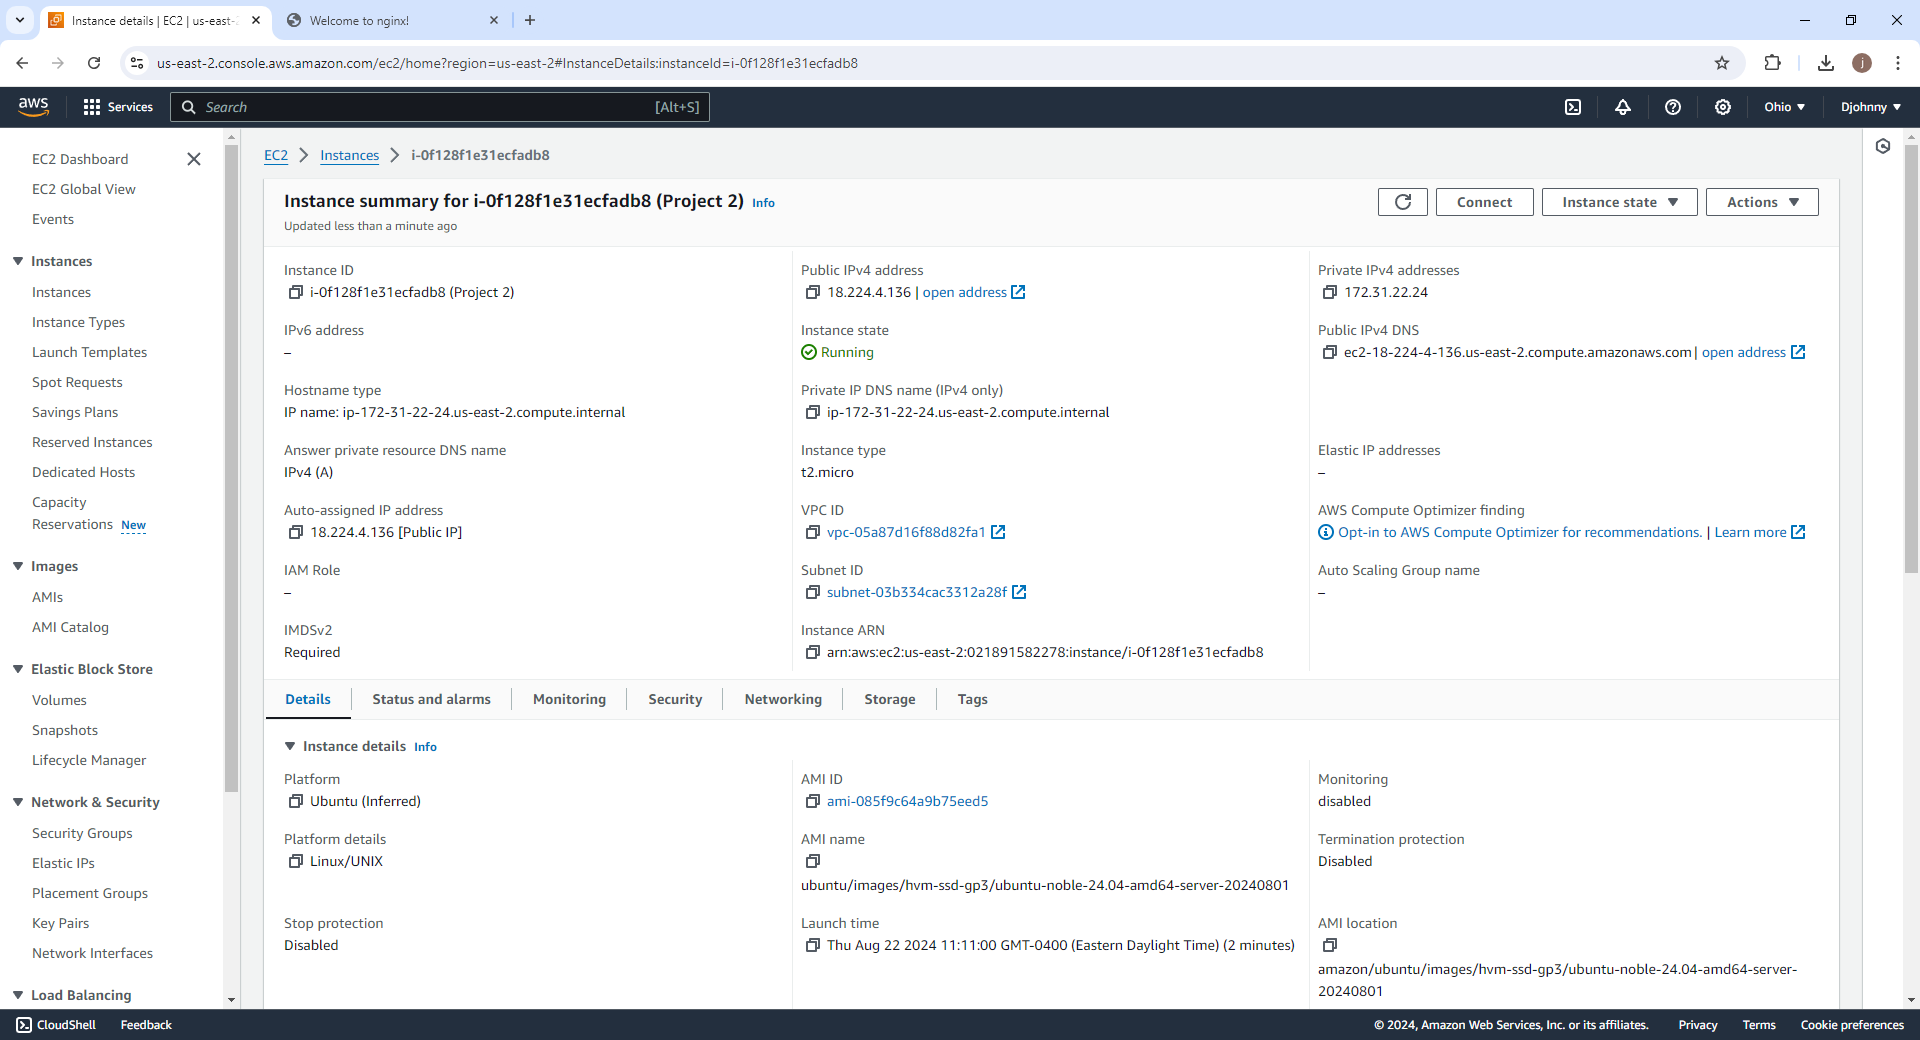 Instance details | EC2 | us-east-2
Welcome to nginx!
us-east-2.console.aws.amazon.com/ec2/home?region=us-east-2#InstanceDetails:instanceId=i-0f128f1e31ecfadb8
j
aws
Services
Search
[Alt+S]
Ohio
Djohnny
EC2 Dashboard
EC2 Global View
Events
Instances
Instances
Instance Types
Launch Templates
Spot Requests
Savings Plans
Reserved Instances
Dedicated Hosts
Capacity
Reservations New
Images
AMIs
AMI Catalog
Elastic Block Store
Volumes
Snapshots
Lifecycle Manager
Network & Security
Security Groups
Elastic IPs
Placement Groups
Key Pairs
Network Interfaces
Load Balancing
EC2 > Instances > i-0f128f1e31ecfadb8
Instance summary for i-0f128f1e31ecfadb8 (Project 2) Info
Updated less than a minute ago
Connect
Instance state
Actions
Instance ID
i-0f128f1e31ecfadb8 (Project 2)
Public IPv4 address
18.224.4.136 | open address
Private IPv4 addresses
172.31.22.24
IPv6 address
–
Instance state
Running
Public IPv4 DNS
ec2-18-224-4-136.us-east-2.compute.amazonaws.com | open address
Hostname type
IP name: ip-172-31-22-24.us-east-2.compute.internal
Private IP DNS name (IPv4 only)
ip-172-31-22-24.us-east-2.compute.internal
Answer private resource DNS name
IPv4 (A)
Instance type
t2.micro
Elastic IP addresses
–
Auto-assigned IP address
18.224.4.136 [Public IP]
VPC ID
vpc-05a87d16f88d82fa1
AWS Compute Optimizer finding
Opt-in to AWS Compute Optimizer for recommendations. | Learn more
IAM Role
–
Subnet ID
subnet-03b334cac3312a28f
Auto Scaling Group name
–
IMDSv2
Required
Instance ARN
arn:aws:ec2:us-east-2:021891582278:instance/i-0f128f1e31ecfadb8
Details
Status and alarms
Monitoring
Security
Networking
Storage
Tags
Instance details Info
Platform
Ubuntu (Inferred)
AMI ID
ami-085f9c64a9b75eed5
Monitoring
disabled
Platform details
Linux/UNIX
AMI name
ubuntu/images/hvm-ssd-gp3/ubuntu-noble-24.04-amd64-server-20240801
Termination protection
Disabled
Stop protection
Disabled
Launch time
Thu Aug 22 2024 11:11:00 GMT-0400 (Eastern Daylight Time) (2 minutes)
AMI location
amazon/ubuntu/images/hvm-ssd-gp3/ubuntu-noble-24.04-amd64-server-
20240801
CloudShell
Feedback
© 2024, Amazon Web Services, Inc. or its affiliates.
Privacy
Terms
Cookie preferences